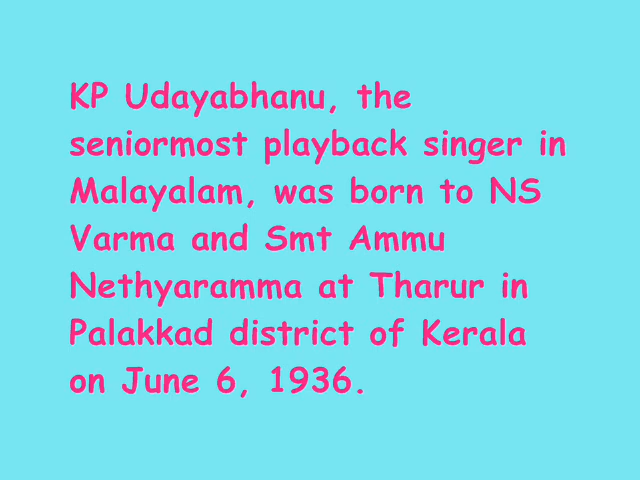 KP Udayabhanu, the
seniormost playback singer in
Malayalam, was born to NS
Varma and Smt Ammu
Nethyaramma at Tharur in
Palakkad district of Kerala
on June 6, 1936.